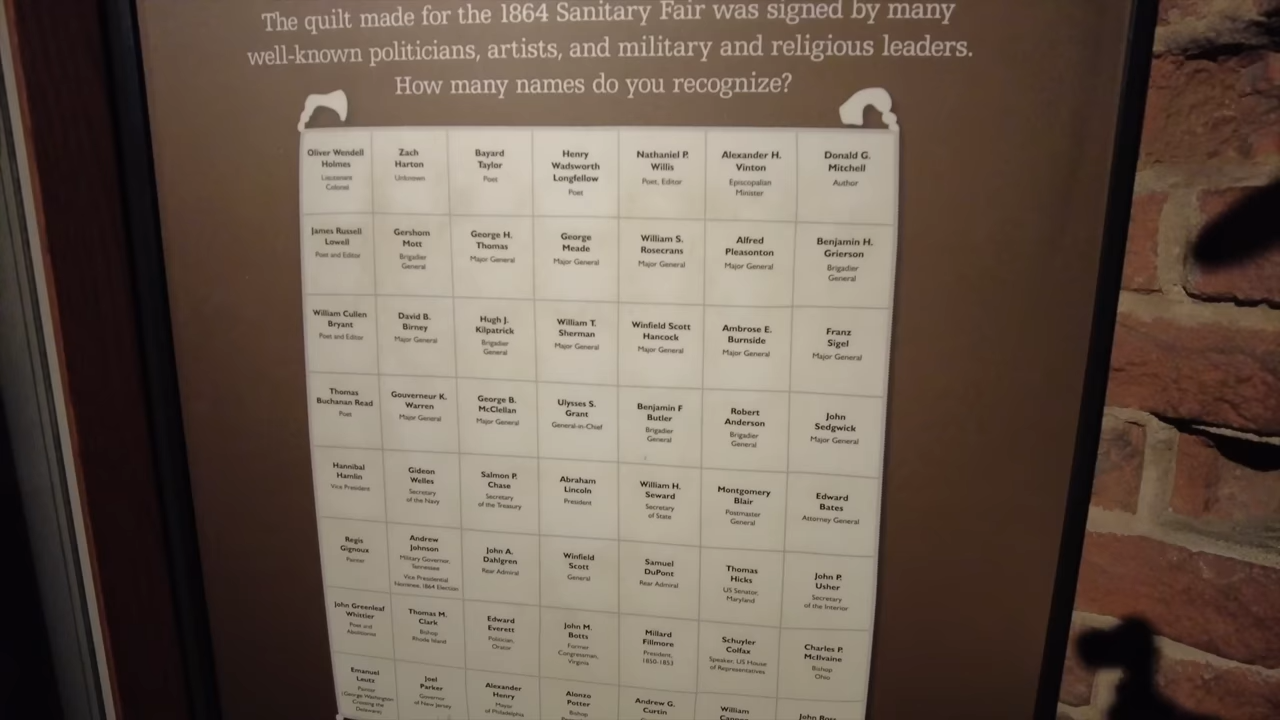 The quilt made for the 1864 Sanitary Fair was signed by many
well-known politicians, artists, and military and religious leaders.
How many names do you recognize?
Oliver Wendell
Holmes
Lieutenant
Colonel
Zach
Harton
Unknown
Bayard
Taylor
Poet
Henry
Wadsworth
Longfellow
Poet
Nathaniel P.
Willis
Poet, Editor
Alexander H.
Vinton
Episcopalian
Minister
Donald G.
Mitchell
Author
James Russell
Lowell
Poet and Editor
Gershom
Mott
Brigadier
General
George H.
Thomas
Major General
George
Meade
Major General
William S.
Rosecrans
Major General
Alfred
Pleasonton
Major General
Benjamin H.
Grierson
Brigadier
General
William Cullen
Bryant
Poet and Editor
David B.
Birney
Major General
Hugh J.
Kilpatrick
Brigadier
General
William T.
Sherman
Major General
Winfield Scott
Hancock
Major General
Ambrose E.
Burnside
Major General
Franz
Sigel
Major General
Thomas
Buchanan Read
Poet
Gouverneur K.
Warren
Major General
George B.
McClellan
Major General
Ulysses S.
Grant
General-in-Chief
Benjamin F
Butler
Brigadier
General
Robert
Anderson
Brigadier
General
John
Sedgwick
Major General
Hannibal
Hamlin
Vice President
Gideon
Welles
Secretary
of the Navy
Salmon P.
Chase
Secretary
of the Treasury
Abraham
Lincoln
President
William H.
Seward
Secretary
of State
Montgomery
Blair
Postmaster
General
Edward
Bates
Attorney General
Regis
Gignoux
Painter
Andrew
Johnson
Military Governor,
Tennessee
Vice Presidential
Nominee, 1864 Election
John A.
Dahlgren
Rear Admiral
Winfield
Scott
General
Samuel
DuPont
Rear Admiral
Thomas
Hicks
US Senator,
Maryland
John P.
Usher
Secretary
of the Interior
John Greenleaf
Whittier
Poet and
Abolitionist
Thomas M.
Clark
Bishop
Rhode Island
Edward
Everett
Politician,
Orator
John M.
Botts
Former
Congressman,
Virginia
Millard
Fillmore
President,
1850-1853
Schuyler
Colfax
Speaker, US House
of Representatives
Charles P.
McIlvaine
Bishop
Ohio
Emanuel
Leutz
Painter
(George Washington
Crossing the
Delaware)
Joel
Parker
Governor
of New Jersey
Alexander
Henry
Mayor
of Philadelphia
Alonzo
Potter
Bishop
Andrew G.
Curtin
William
John